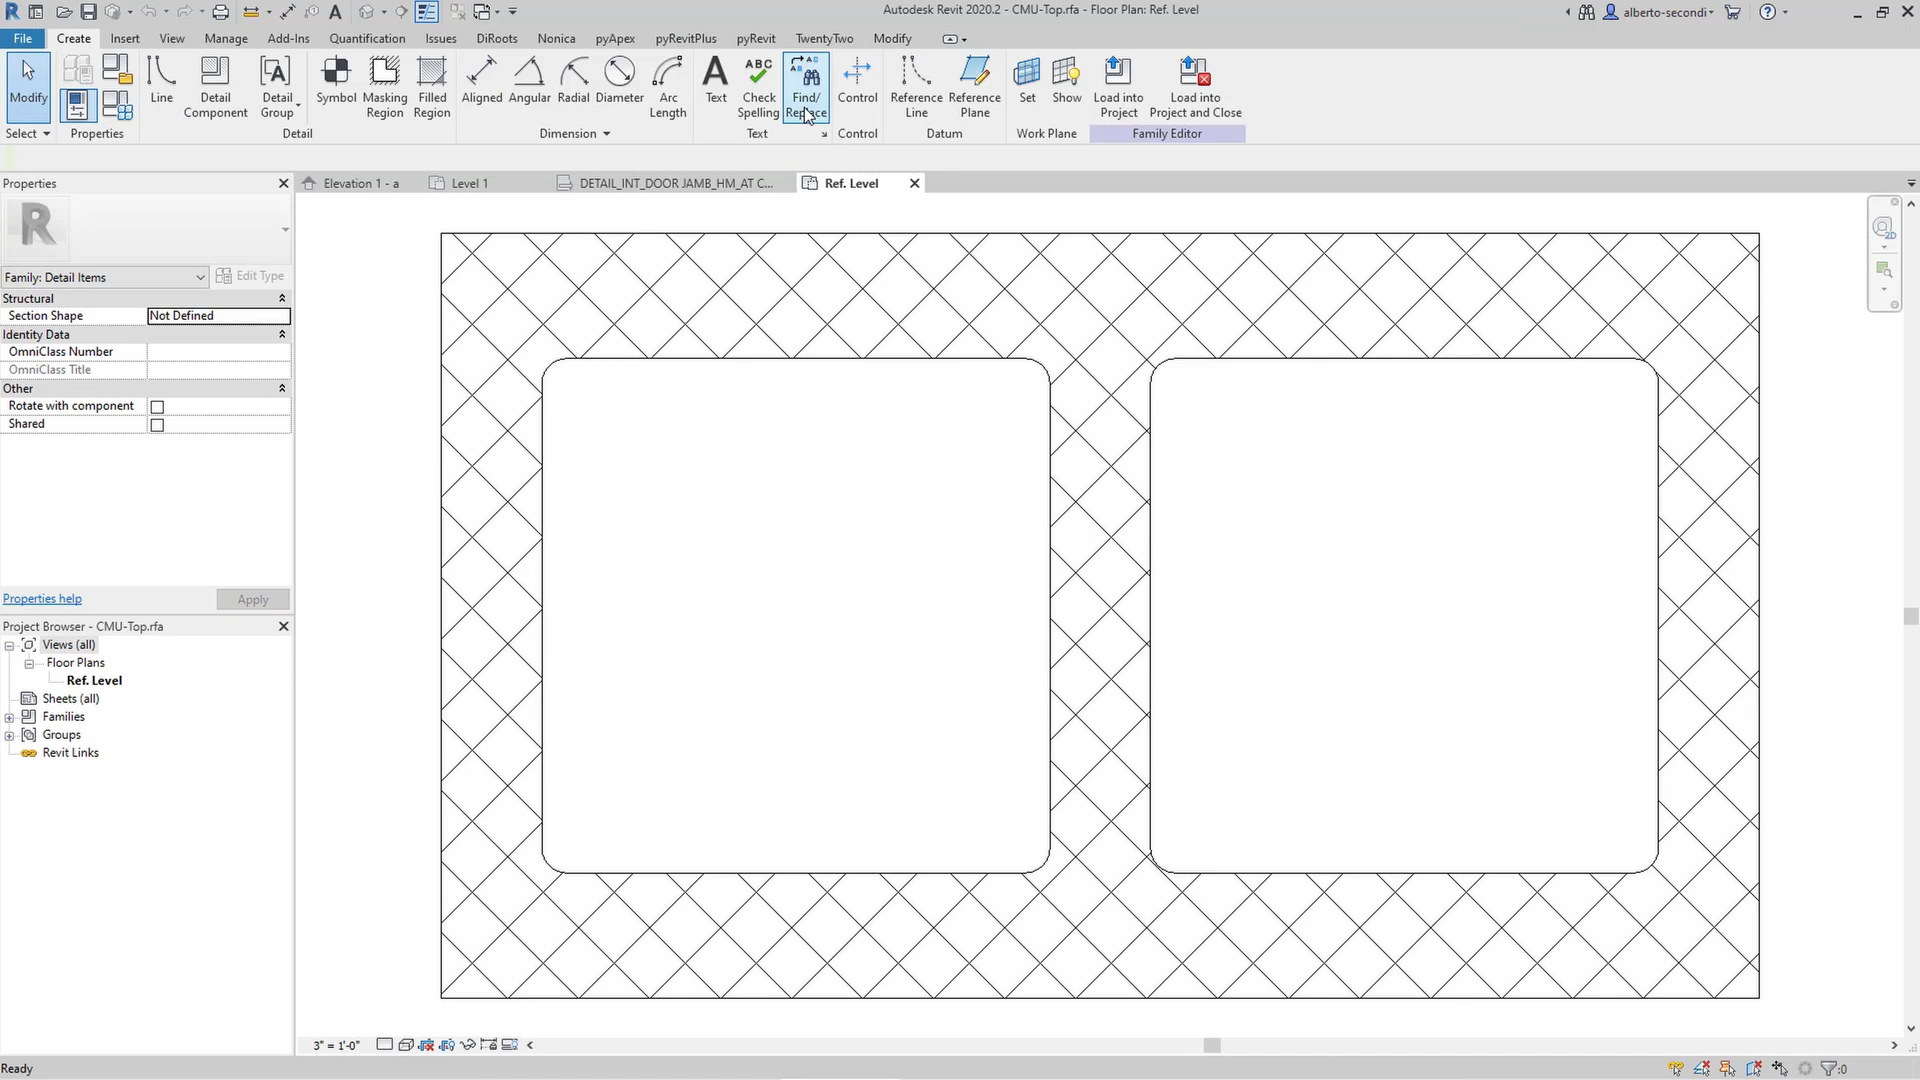 Autodesk Revit 2020.2 - CMU-Top.rfa - Floor Plan: Ref. Level
alberto-secondi
File Create Insert View Manage Add-Ins Quantification Issues DiRoots Nonica pyApex pyRevitPlus pyRevit TwentyTwo Modify
Modify
Line
Detail Component
Detail Group
Symbol
Masking Region
Filled Region
Aligned
Angular
Radial
Diameter
Arc Length
Text
ABC
Check Spelling
Find/
Control
Reference Line
Reference Plane
Set
Show
Load into Project
Load into Project and Close
Select Properties Detail Dimension Text Control Datum Work Plane Family Editor
Properties
Elevation 1 - a
Level 1
DETAIL_INT_DOOR JAMB_HM_AT C...
Ref. Level
R
Family: Detail Items
Edit Type
Structural
Section Shape Not Defined
Identity Data
OmniClass Number
OmniClass Title
Other
Rotate with component
Shared
Properties help
Apply
Project Browser - CMU-Top.rfa
Views (all)
Floor Plans
Ref. Level
Sheets (all)
Families
Groups
Revit Links
3" = 1'-0"
Ready
:0